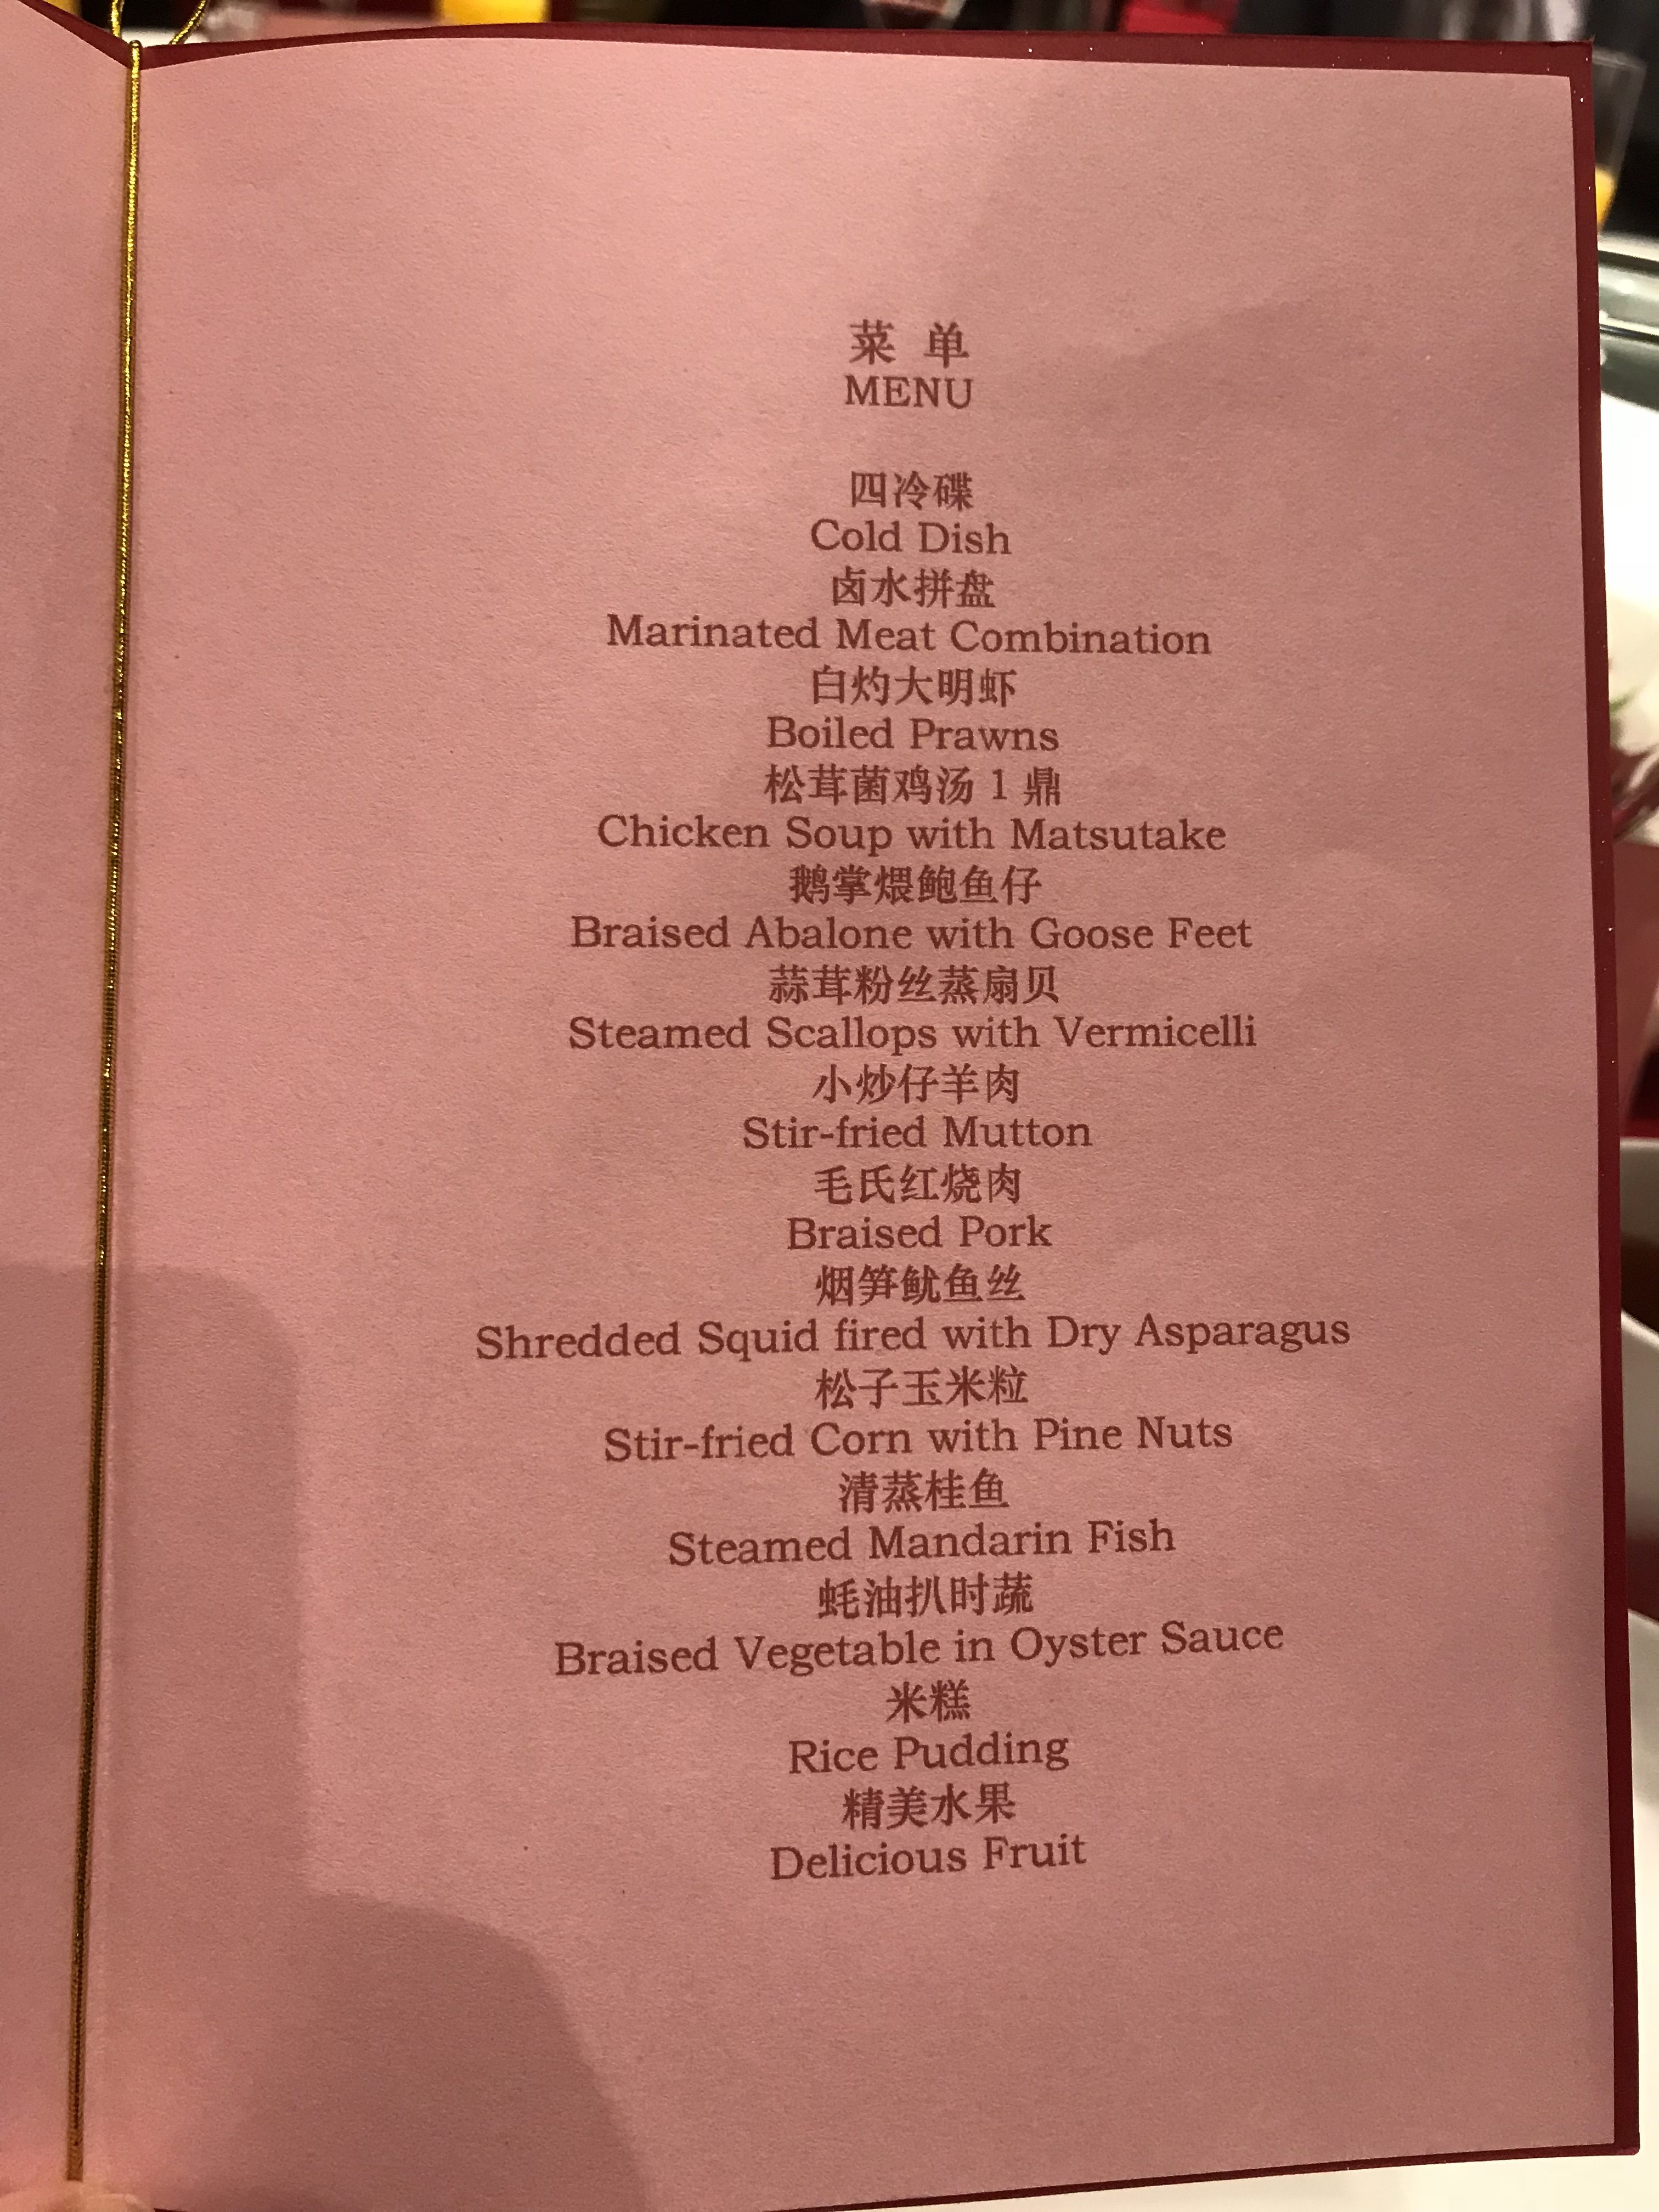 菜 单
MENU
四冷碟
Cold Dish
卤水拼盘
Marinated Meat Combination
白灼大明虾
Boiled Prawns
松茸菌鸡汤 1 鼎
Chicken Soup with Matsutake
鹅掌煨鲍鱼仔
Braised Abalone with Goose Feet
蒜茸粉丝蒸扇贝
Steamed Scallops with Vermicelli
小炒仔羊肉
Stir-fried Mutton
毛氏红烧肉
Braised Pork
烟笋鱿鱼丝
Shredded Squid fired with Dry Asparagus
松子玉米粒
Stir-fried Corn with Pine Nuts
清蒸桂鱼
Steamed Mandarin Fish
蚝油扒时蔬
Braised Vegetable in Oyster Sauce
米糕
Rice Pudding
精美水果
Delicious Fruit